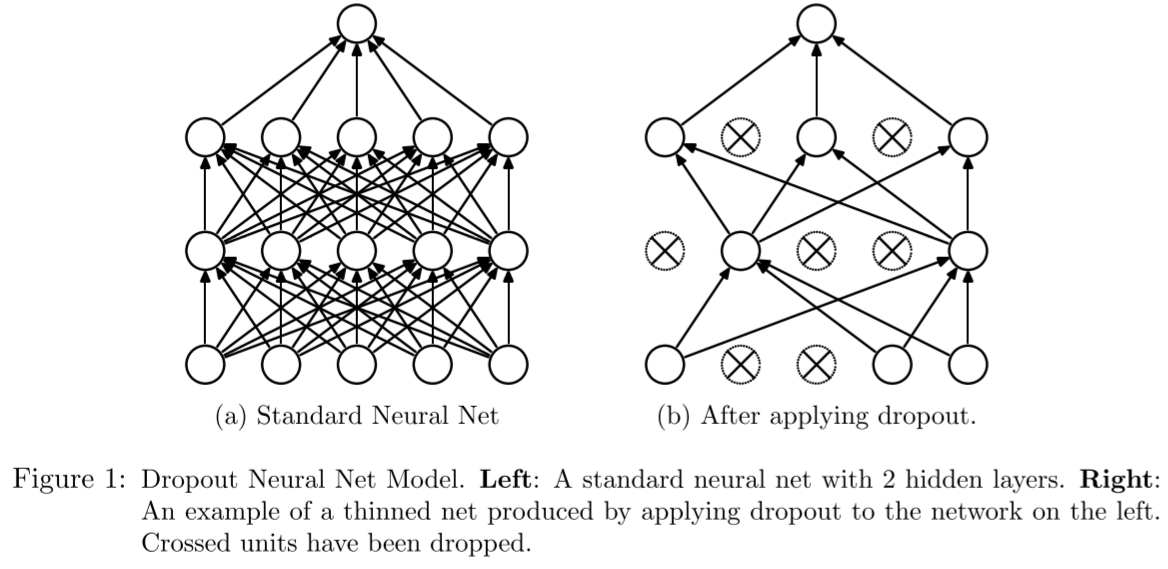 (a) Standard Neural Net
(b) After applying dropout.
Figure 1: Dropout Neural Net Model. Left: A standard neural net with 2 hidden layers. Right:
An example of a thinned net produced by applying dropout to the network on the left.
Crossed units have been dropped.